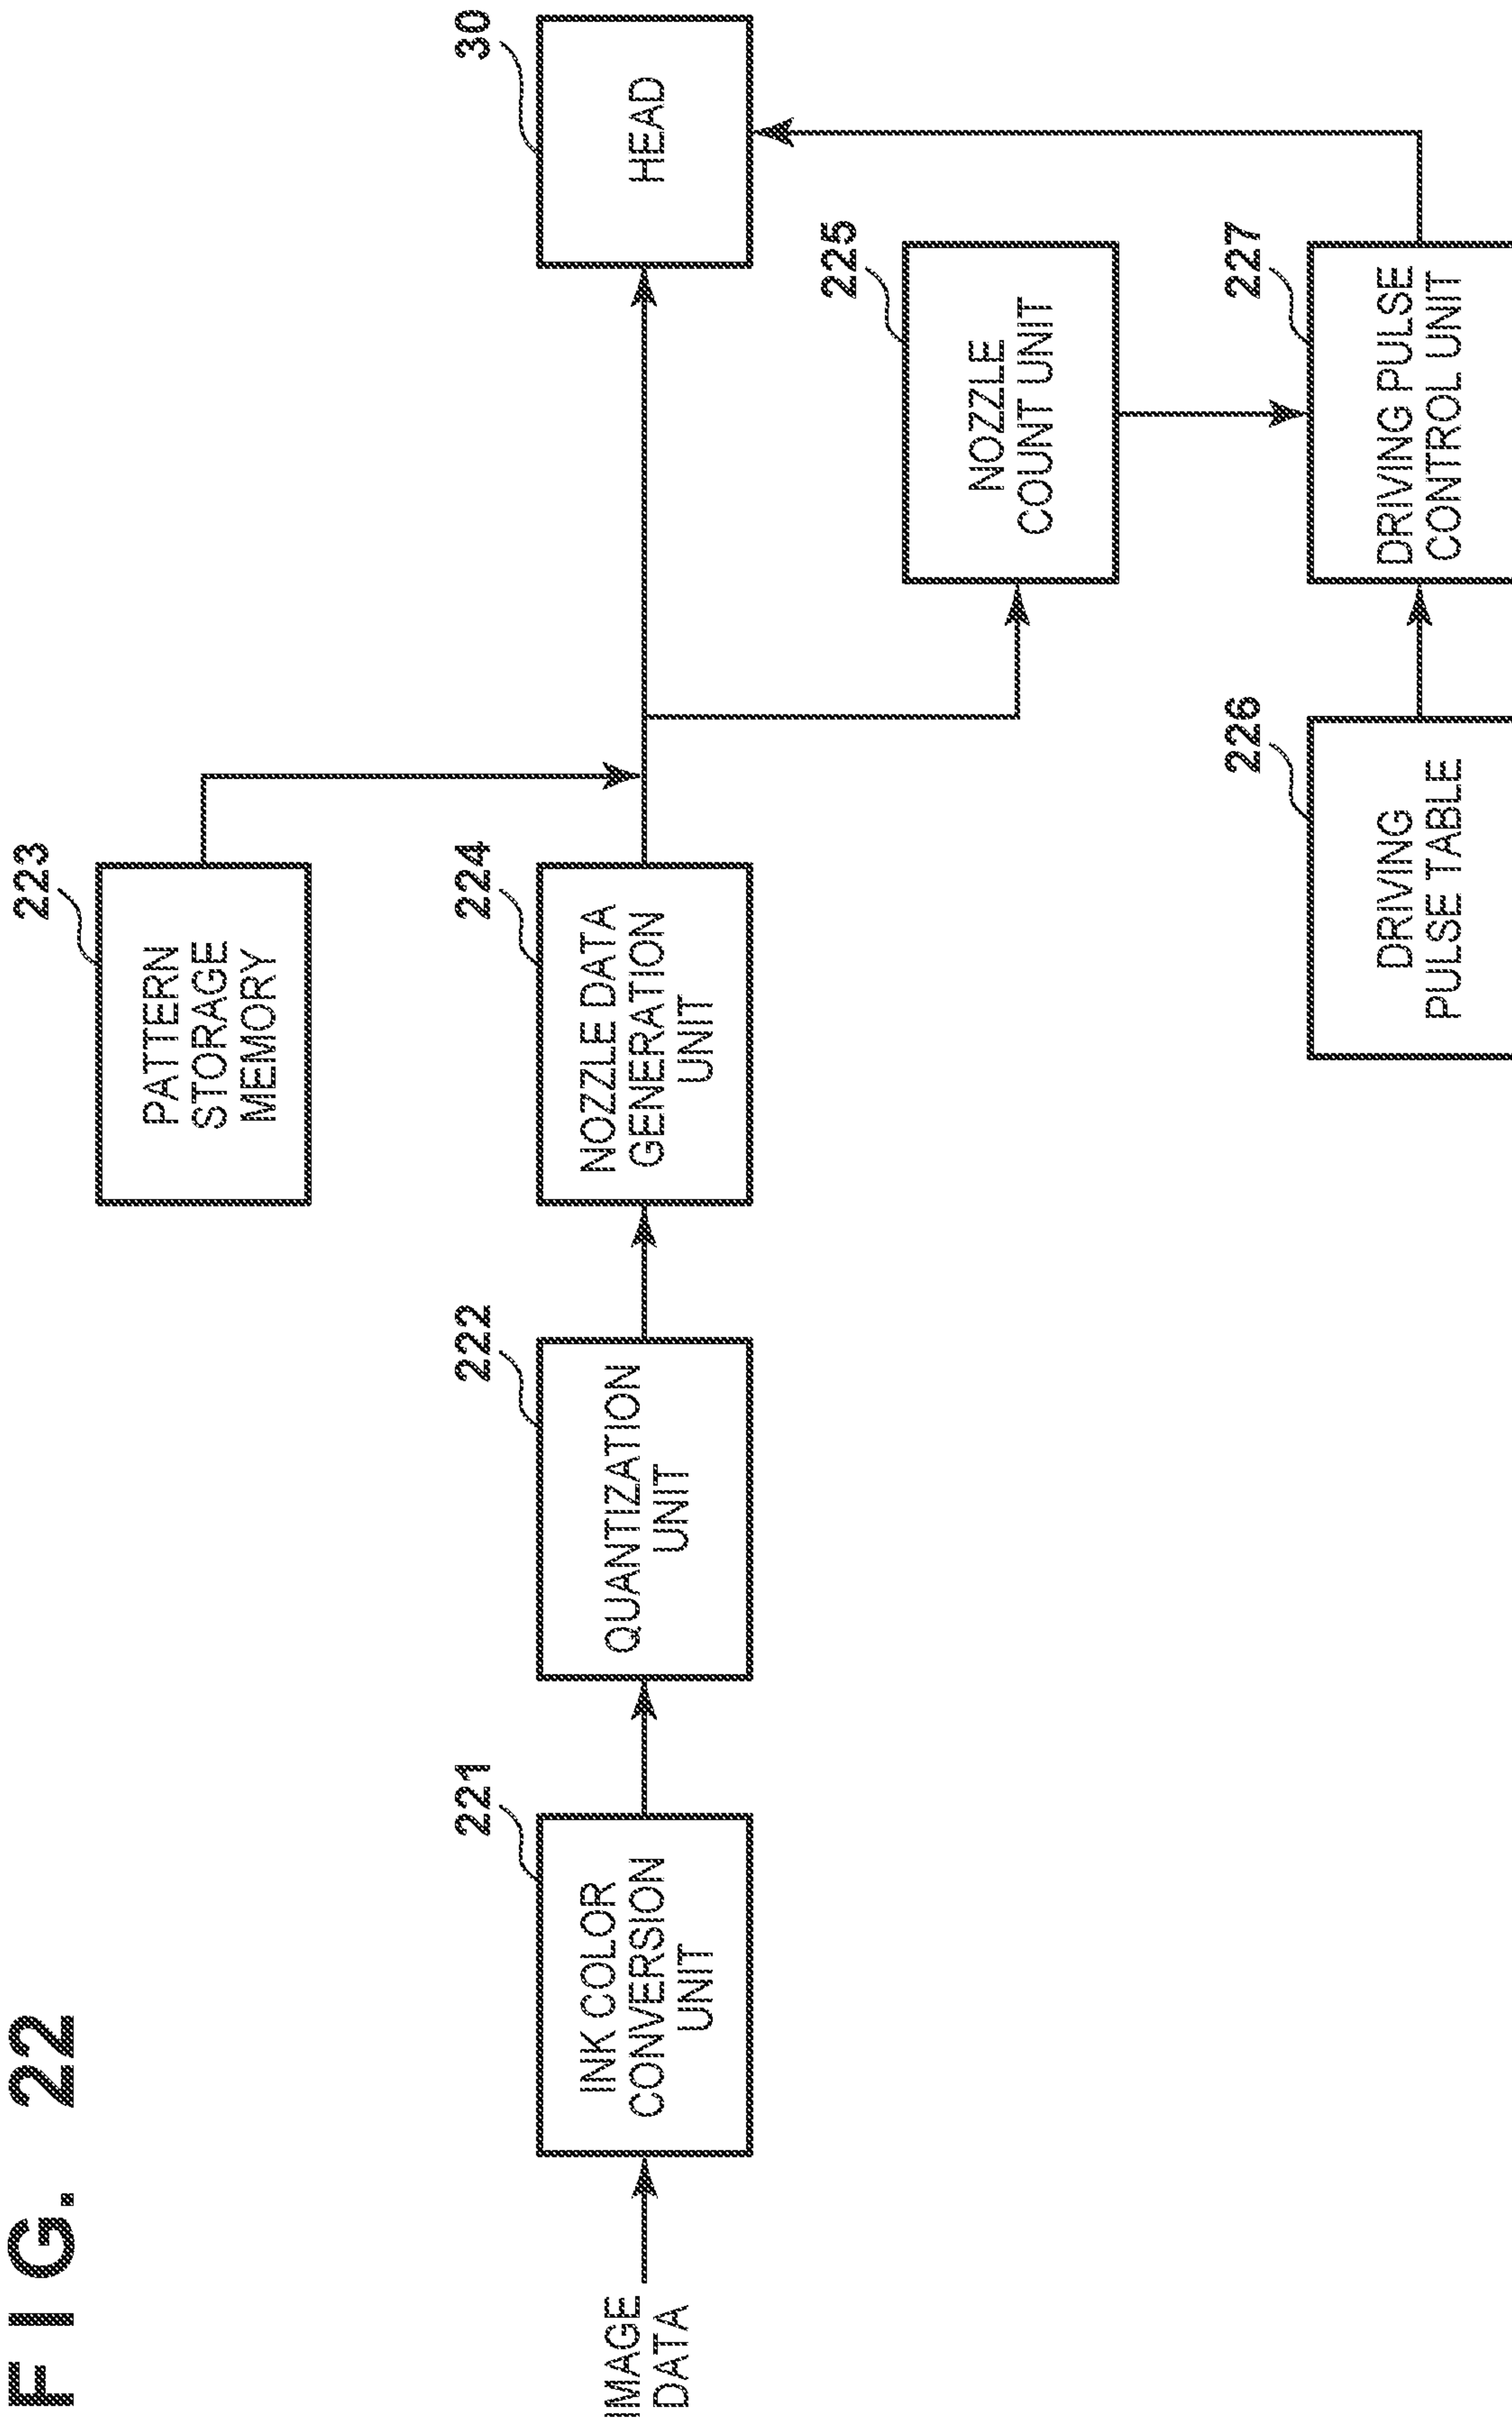 FIG. 22
IMAGE
DATA
221
INK COLOR
CONVERSION
UNIT
222
QUANTIZATION
UNIT
223
PATTERN
STORAGE
MEMORY
224
NOZZLE DATA
GENERATION
UNIT
30
HEAD
225
NOZZLE
COUNT UNIT
226
DRIVING
PULSE TABLE
227
DRIVING PULSE
CONTROL UNIT